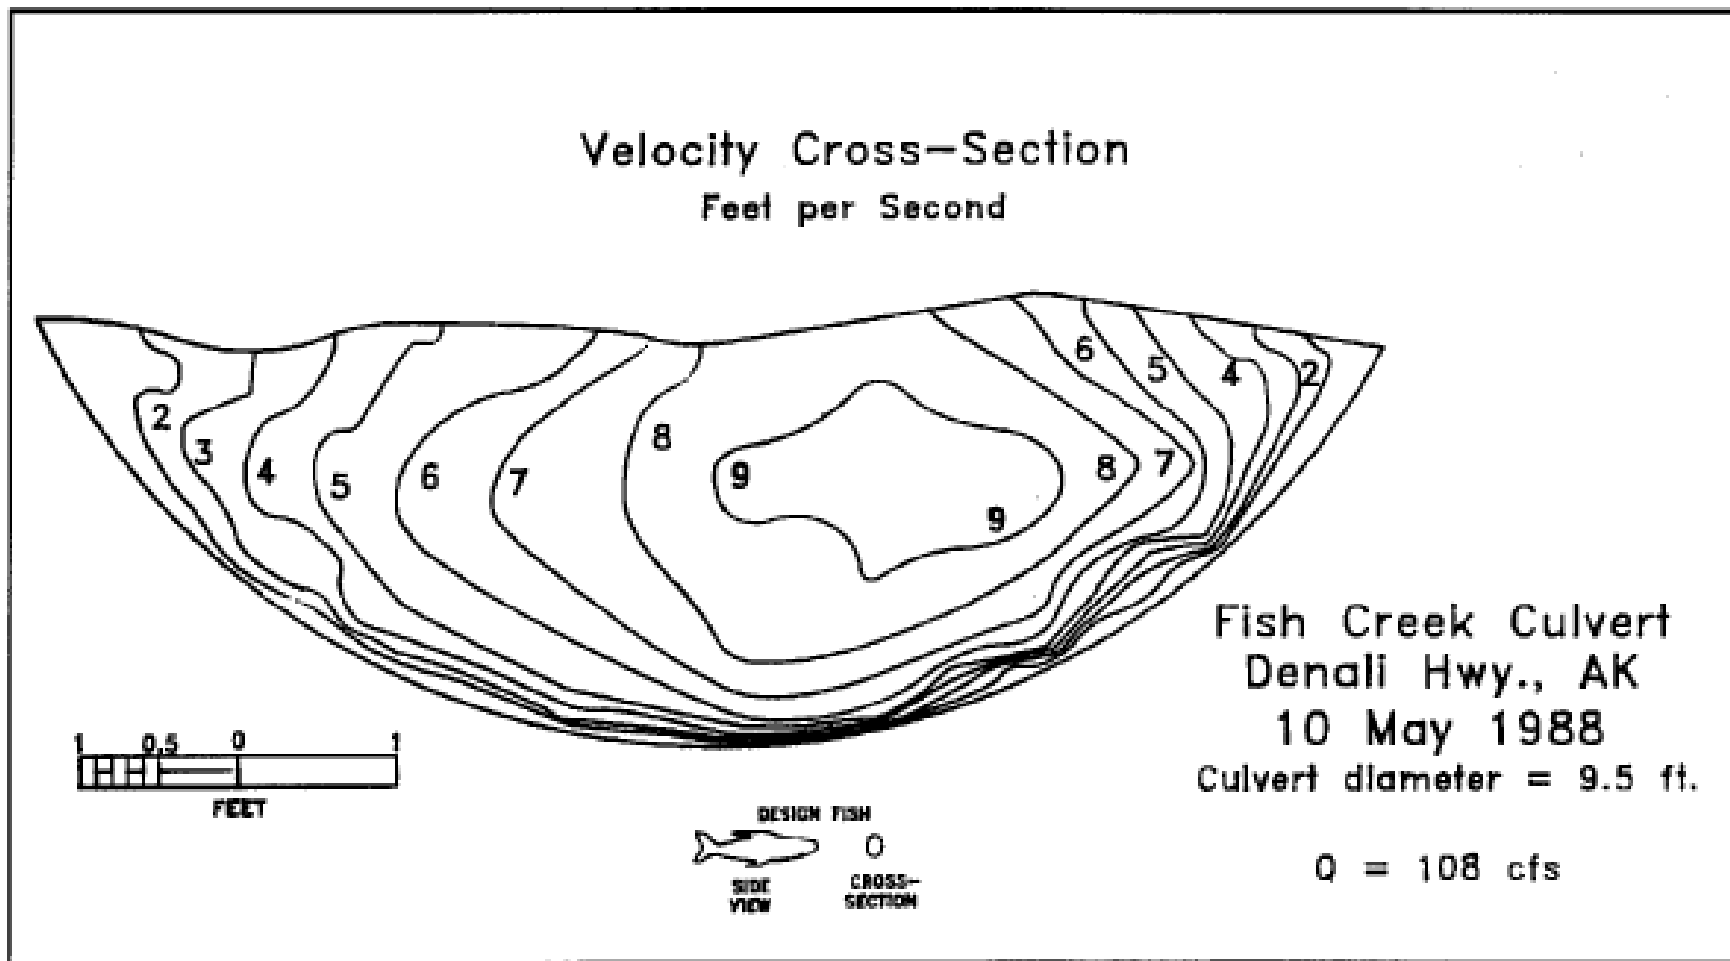 Velocity Cross-Section
Feet per Second
6
5
4
2
2
3
4
5
6
7
8
9
9
8
7
Fish Creek Culvert
Denali Hwy., AK
10 May 1988
Culvert diameter = 9.5 ft.
Q = 108 cfs
1 0.5 0 1
FEET
DESIGN FISH
SIDE VIEW
CROSS-SECTION